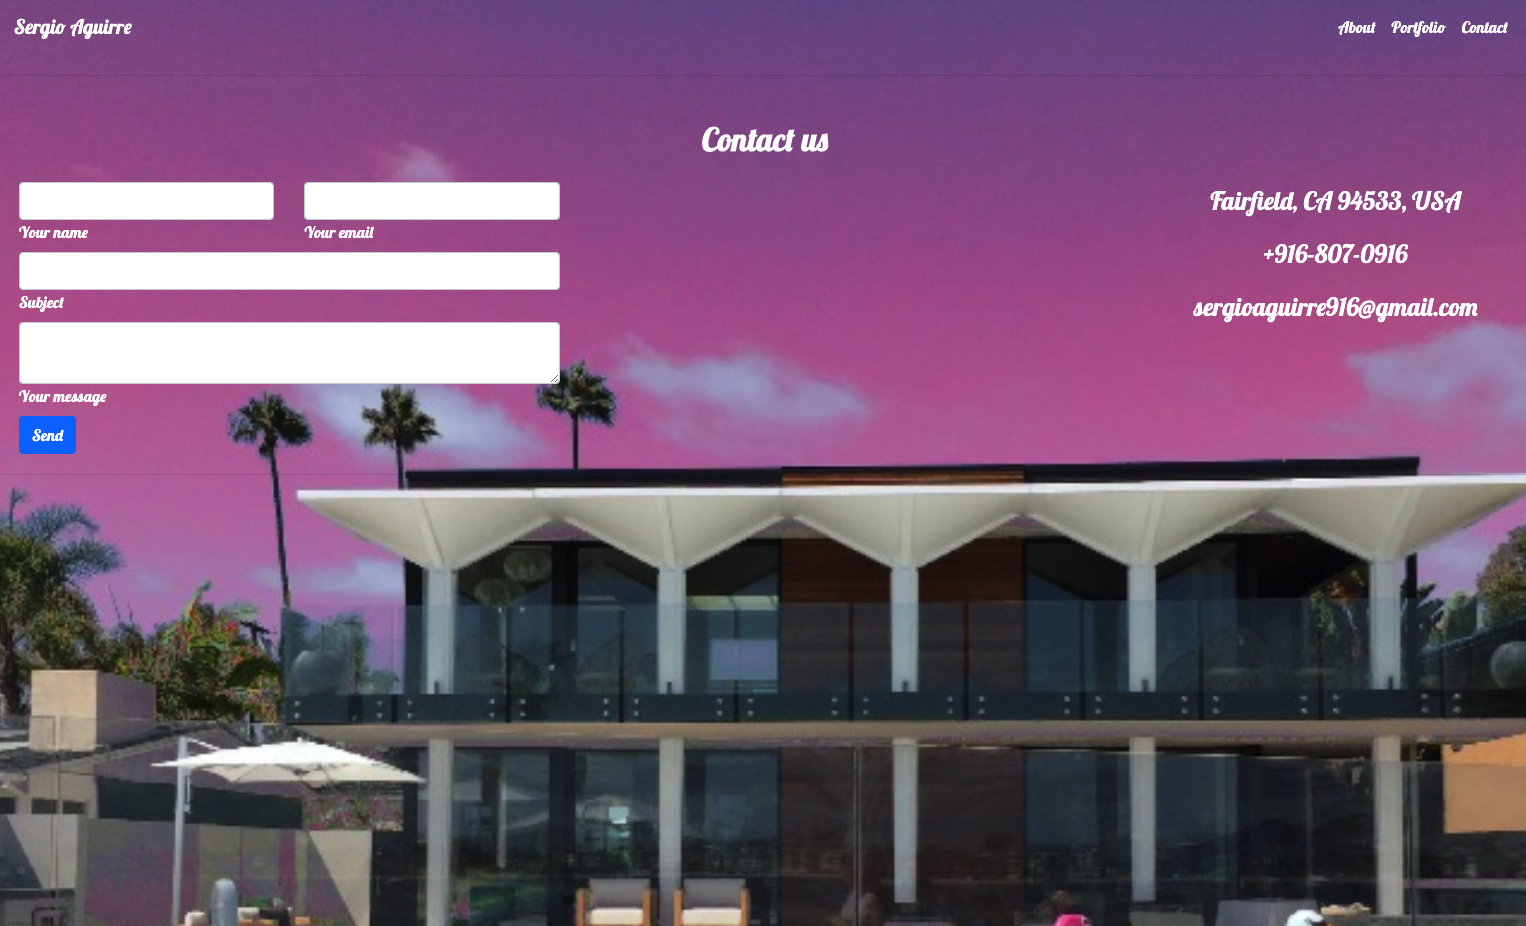 Sergio Aguirre
About Portfolio Contact
Contact us
Your name
Your email
Subject
Your message
Send
Fairfield, CA 94533, USA
+916-807-0916
sergioaguirre916@gmail.com